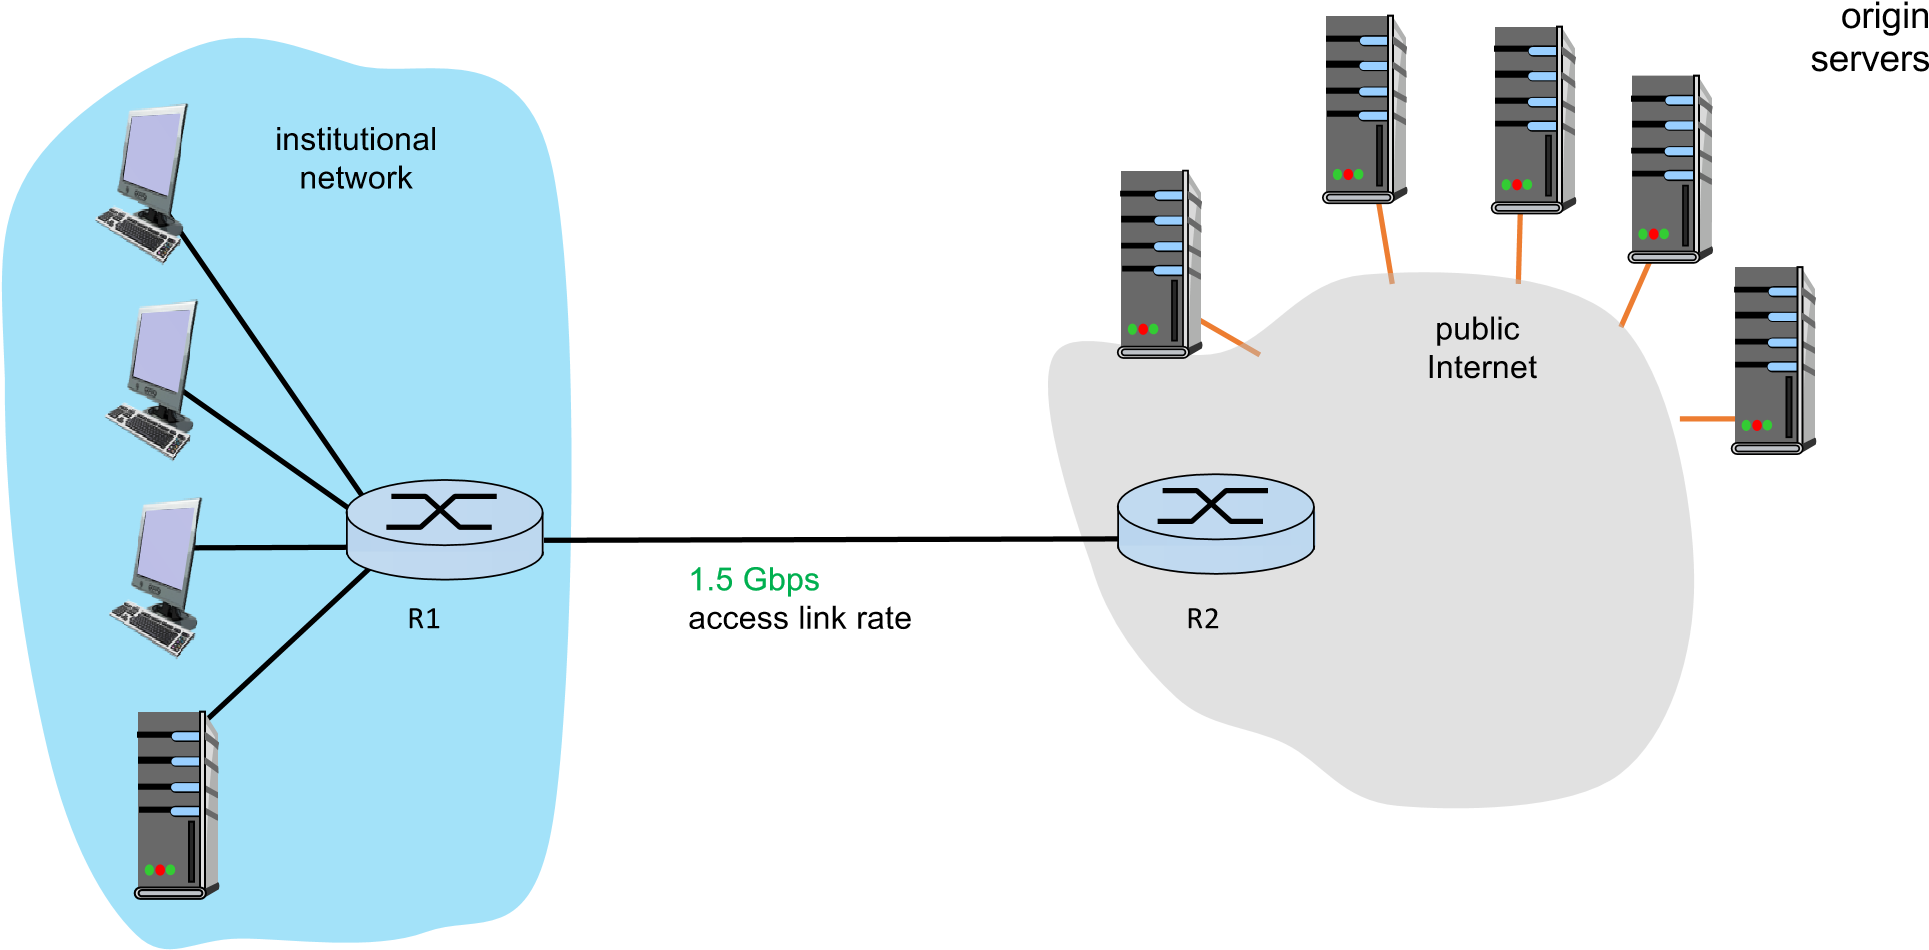 origin
servers
institutional
network
public
Internet
1.5 Gbps
access link rate
R1
R2